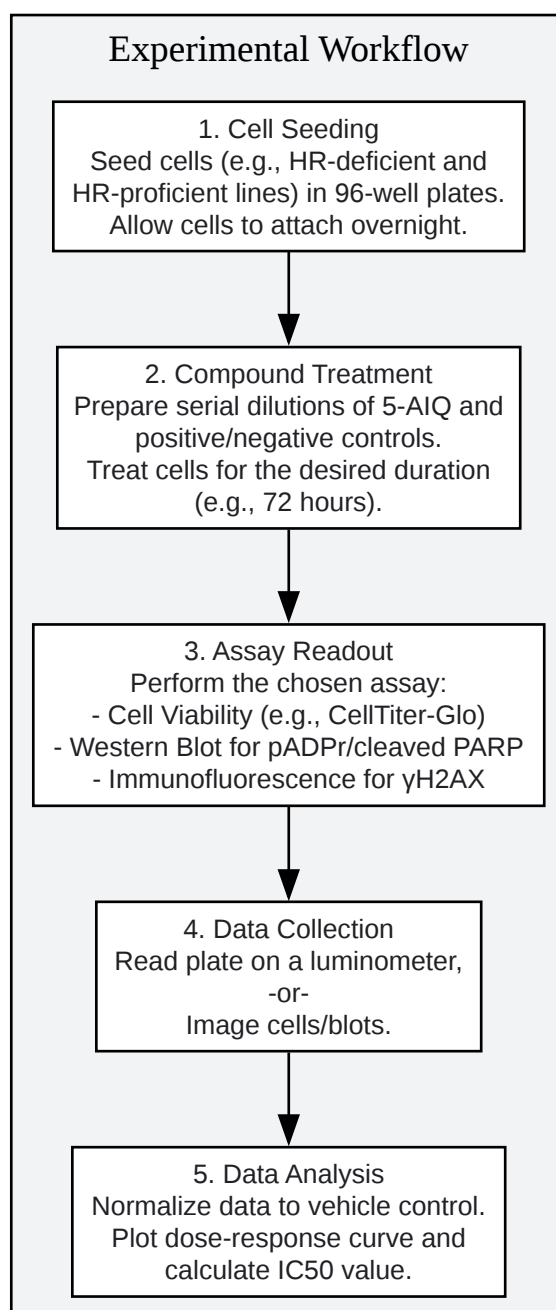 Experimental Workflow
1. Cell Seeding
Seed cells (e.g., HR-deficient and
HR-proficient lines) in 96-well plates.
Allow cells to attach overnight.
2. Compound Treatment
Prepare serial dilutions of 5-AIQ and
positive/negative controls.
Treat cells for the desired duration
(e.g., 72 hours).
3. Assay Readout
Perform the chosen assay:
- Cell Viability (e.g., CellTiter-Glo)
- Western Blot for pADPr/cleaved PARP
- Immunofluorescence for γH2AX
4. Data Collection
Read plate on a luminometer,
-or-
Image cells/blots.
5. Data Analysis
Normalize data to vehicle control.
Plot dose-response curve and
calculate IC50 value.